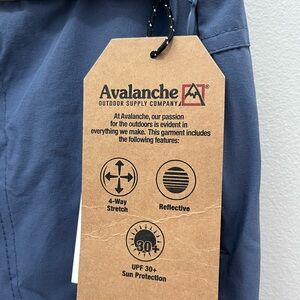 Avalanche®
OUTDOOR SUPPLY COMPANY
At Avalanche, our passion
for the outdoors is evident in
everything we make. This garment includes
the following features:
4-Way
Stretch
Reflective
30+
UPF 30+
Sun Protection